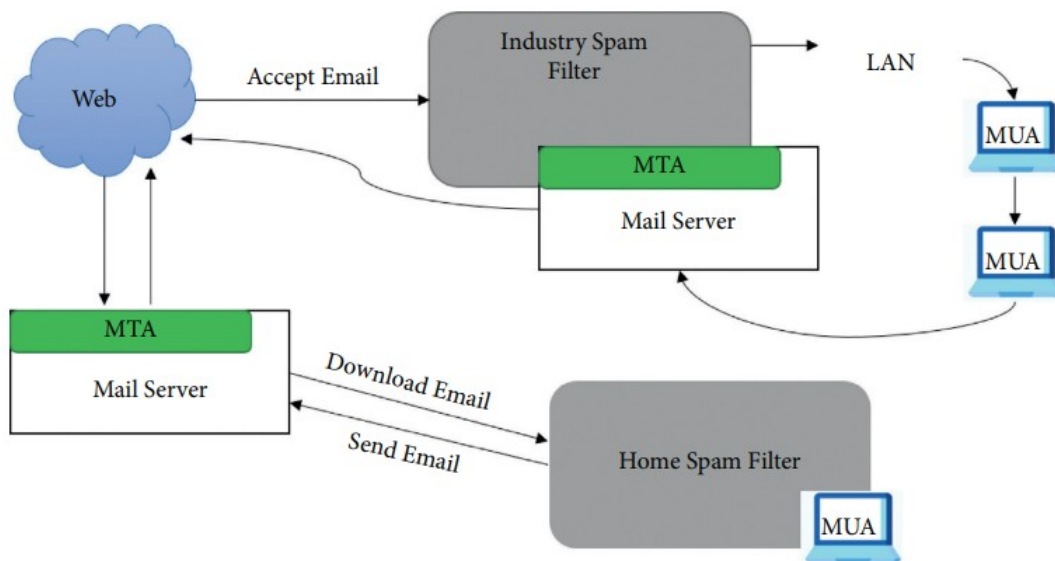 Web
Accept Email
Industry Spam
Filter
LAN
MUA
MTA
Mail Server
MUA
MTA
Mail Server
Download Email
Send Email
Home Spam Filter
MUA